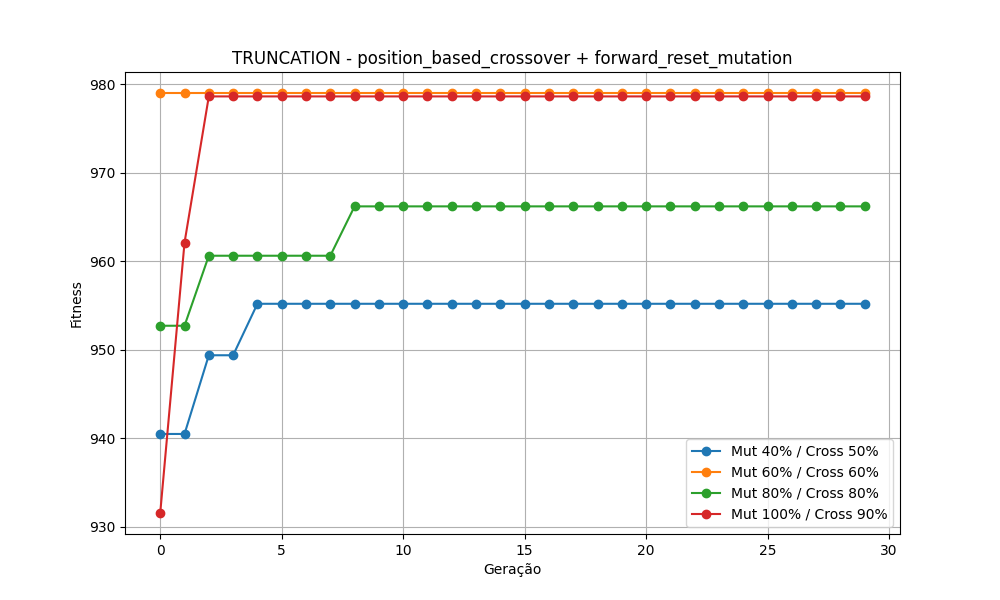 TRUNCATION - position_based_crossover + forward_reset_mutation
Fitness
980
970
960
950
940
930
0 5 10 15 20 25 30
Geração
Mut 40% / Cross 50%
Mut 60% / Cross 60%
Mut 80% / Cross 80%
Mut 100% / Cross 90%